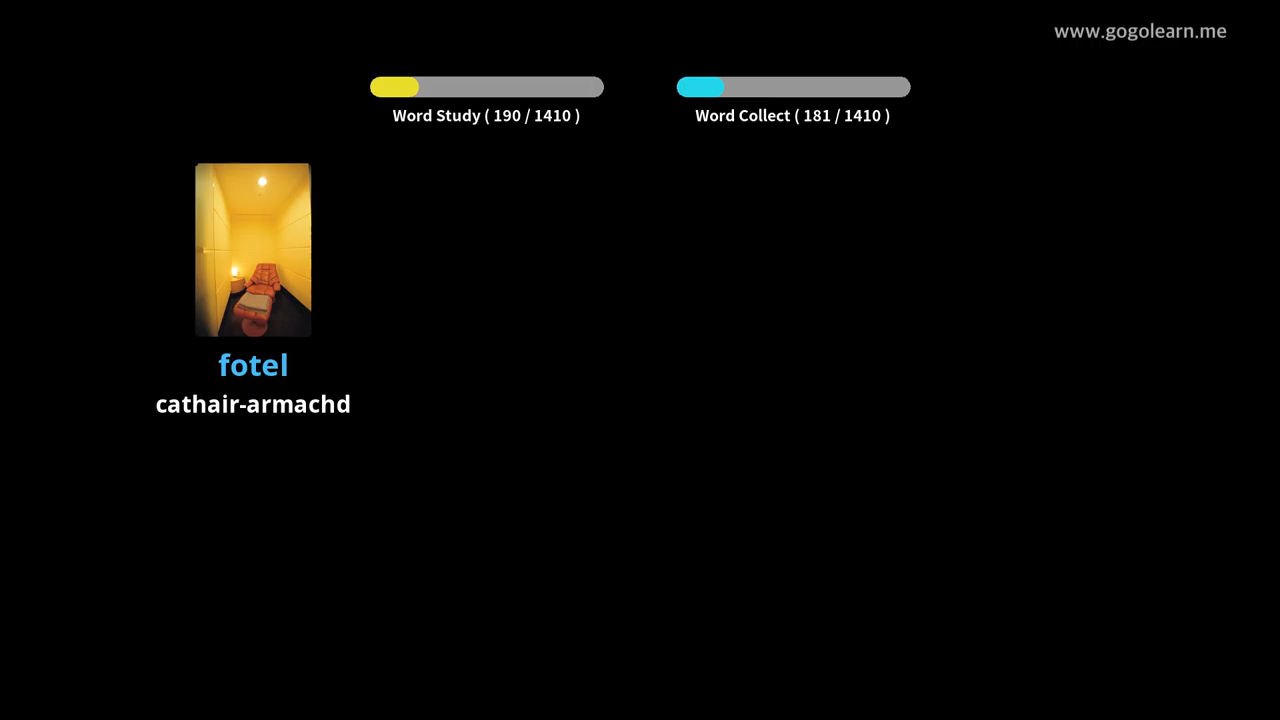 www.gogolearn.me
Word Study ( 190 / 1410 )
Word Collect ( 181 / 1410 )
fotel
cathair-armachd